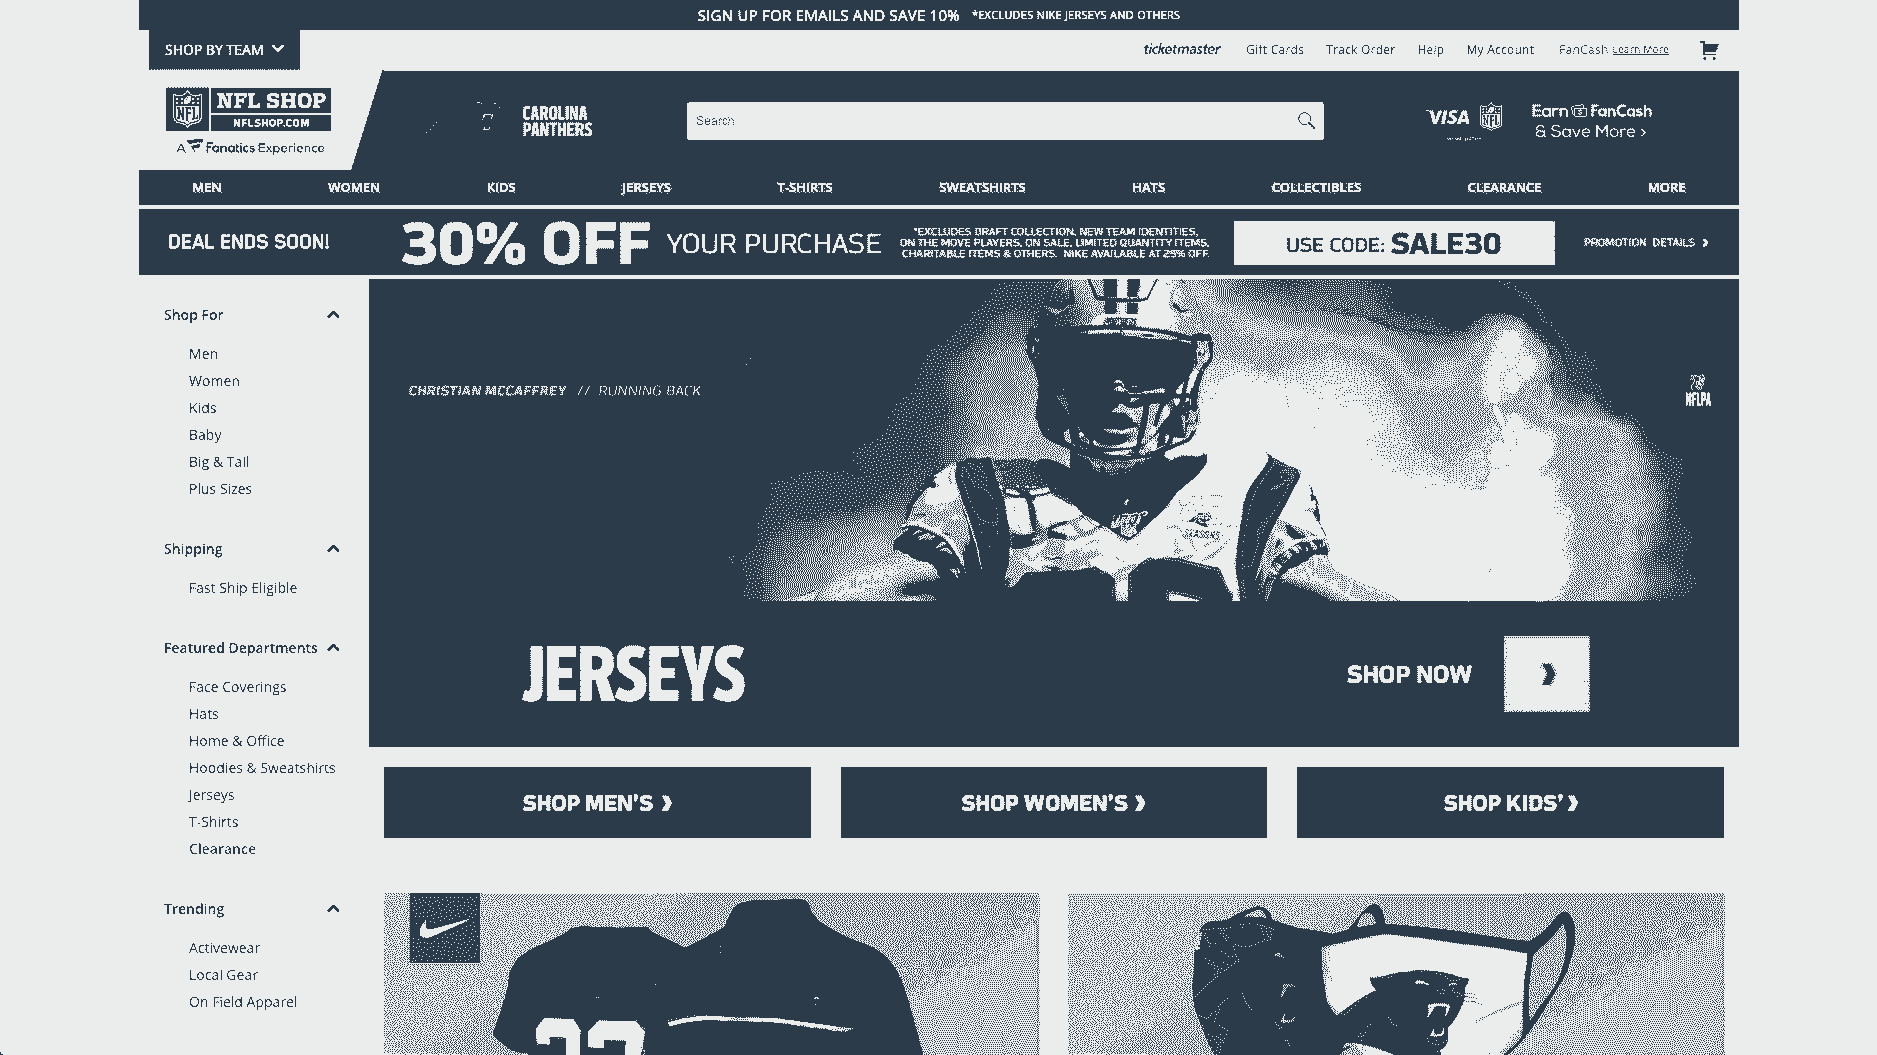 SIGN UP FOR EMAILS AND SAVE 10% *EXCLUDES NIKE JERSEYS AND OTHERS
SHOP BY TEAM
ticketmaster Gift Cards Track Order Help My Account FanCash Learn More
NFL
NFL SHOP
NFLSHOP.COM
A Fanatics Experience
CAROLINA
PANTHERS
Search
VISA NFL
Earn FanCash
& Save More >
MEN WOMEN KIDS JERSEYS T-SHIRTS SWEATSHIRTS HATS COLLECTIBLES CLEARANCE MORE
DEAL ENDS SOON!
30% OFF YOUR PURCHASE
*EXCLUDES DRAFT COLLECTION, NEW TEAM IDENTITIES,
ON THE MOVE PLAYERS, ON SALE, LIMITED QUANTITY ITEMS,
CHARITABLE ITEMS & OTHERS. NIKE AVAILABLE AT 25% OFF.
USE CODE: SALE30
PROMOTION DETAILS ❯
Shop For
Men
Women
Kids
Baby
Big & Tall
Plus Sizes
Shipping
Fast Ship Eligible
Featured Departments
Face Coverings
Hats
Home & Office
Hoodies & Sweatshirts
Jerseys
T-Shirts
Clearance
Trending
Activewear
Local Gear
On Field Apparel
CHRISTIAN MCCAFFREY // RUNNING BACK
NFLPA
JERSEYS
SHOP NOW ❯
SHOP MEN'S ❯
SHOP WOMEN'S ❯
SHOP KIDS' ❯